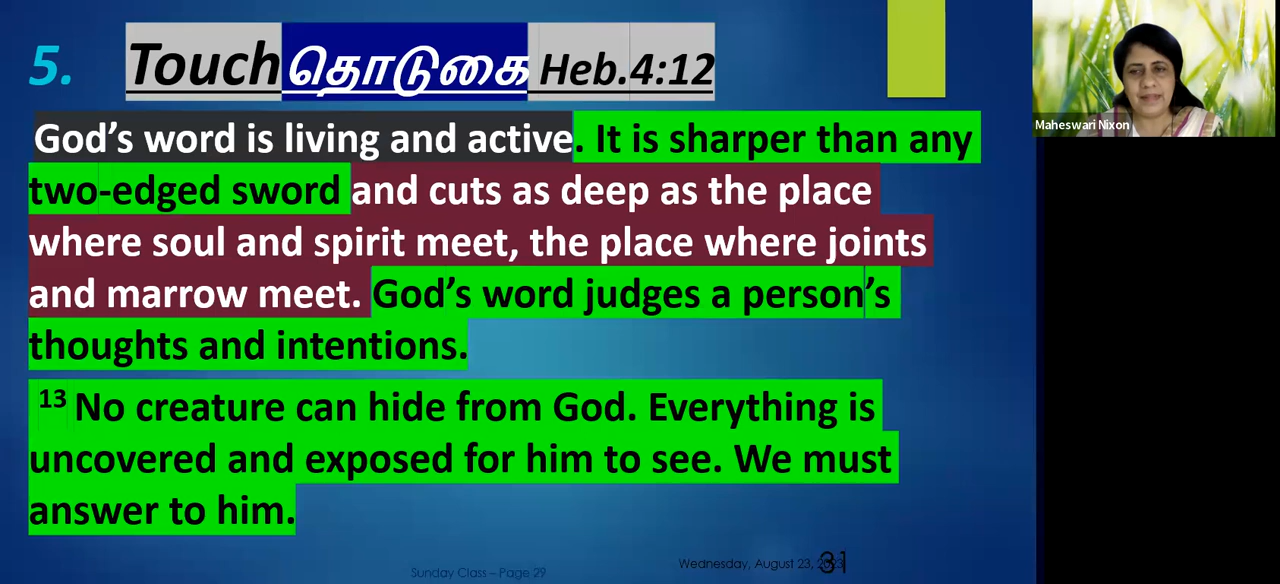 5. Touch தொடுகை Heb.4:12
Maheswari Nixon
God’s word is living and active. It is sharper than any
two-edged sword and cuts as deep as the place
where soul and spirit meet, the place where joints
and marrow meet. God’s word judges a person’s
thoughts and intentions.
13 No creature can hide from God. Everything is
uncovered and exposed for him to see. We must
answer to him.
Sunday Class – Page 29
Wednesday, August 23,
31